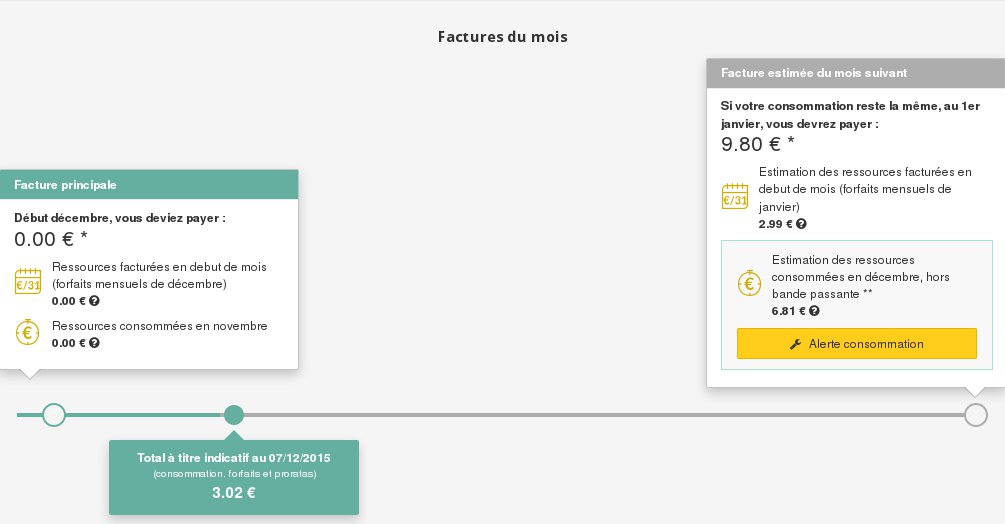 Factures du mois
Facture principale
Début décembre, vous deviez payer :
0.00 € *
€/31
Ressources facturées en debut de mois
(forfaits mensuels de décembre)
0.00 € ?
€
Ressources consommées en novembre
0.00 € ?
Total à titre indicatif au 07/12/2015
(consommation, forfaits et proratas)
3.02 €
Facture estimée du mois suivant
Si votre consommation reste la même, au 1er
janvier, vous devrez payer :
9.80 € *
€/31
Estimation des ressources facturées en
debut de mois (forfaits mensuels de
janvier)
2.99 € ?
€
Estimation des ressources
consommées en décembre, hors
bande passante **
6.81 € ?
Alerte consommation